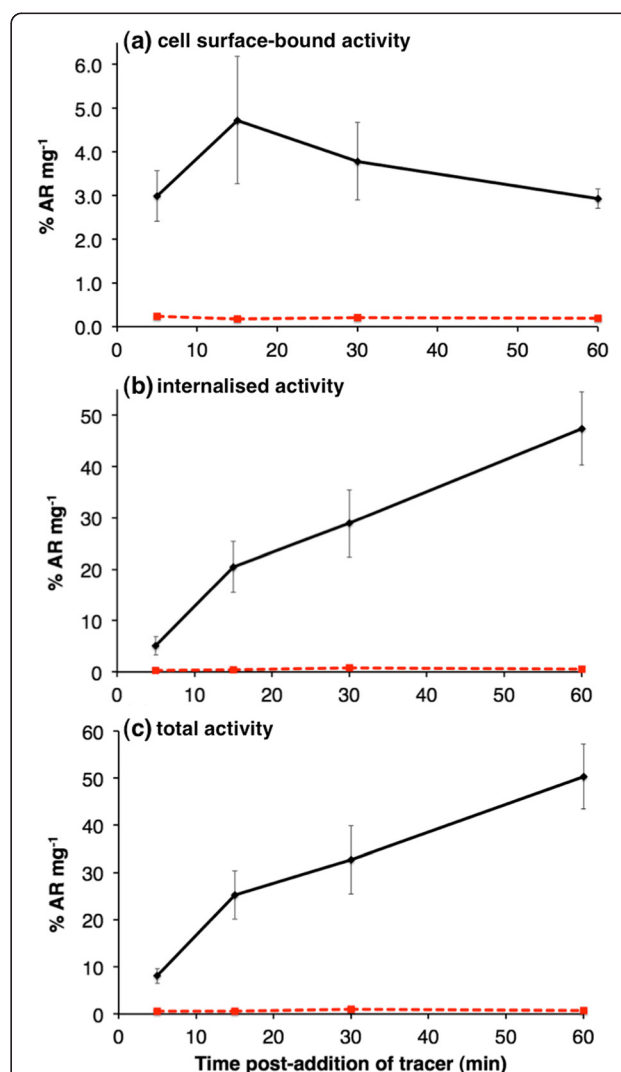 (a) cell surface-bound activity
6.0
5.0
4.0
3.0
2.0
1.0
0.0
% AR mg⁻¹
0 10 20 30 40 50 60
(b) internalised activity
50
40
30
20
10
0
% AR mg⁻¹
0 10 20 30 40 50 60
(c) total activity
60
50
40
30
20
10
0
% AR mg⁻¹
0 10 20 30 40 50 60
Time post-addition of tracer (min)